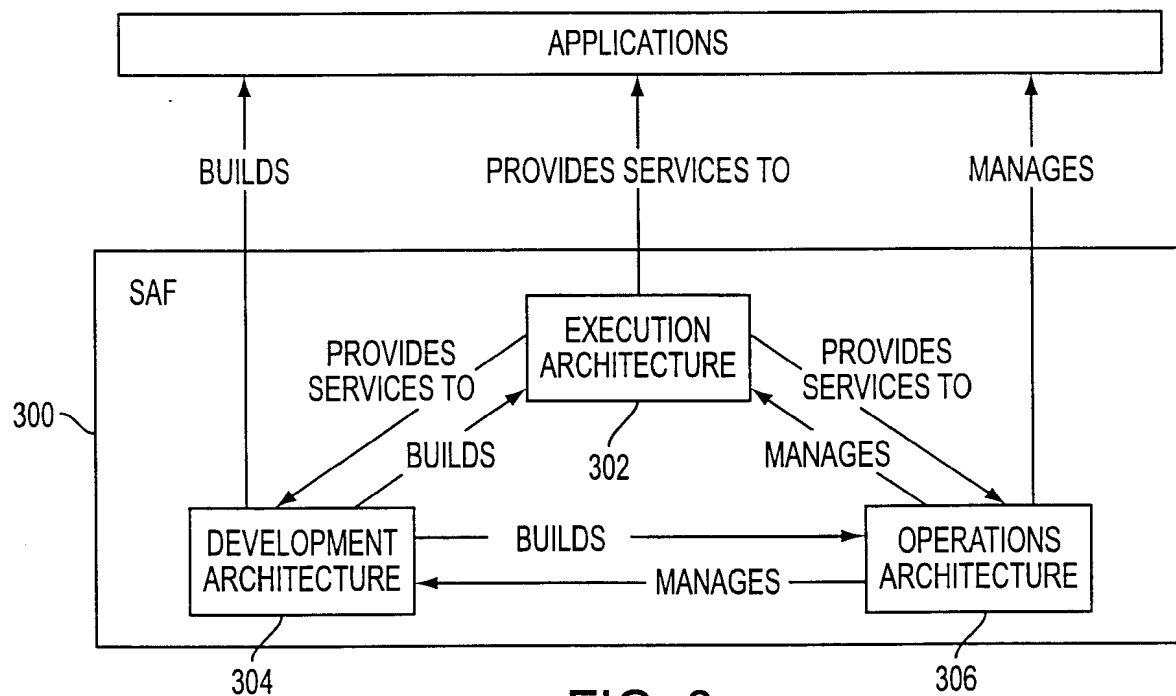 APPLICATIONS
BUILDS
PROVIDES SERVICES TO
MANAGES
SAF
EXECUTION
ARCHITECTURE
PROVIDES
SERVICES TO
PROVIDES
SERVICES TO
300
BUILDS
302
MANAGES
DEVELOPMENT
ARCHITECTURE
BUILDS
MANAGES
OPERATIONS
ARCHITECTURE
304
306